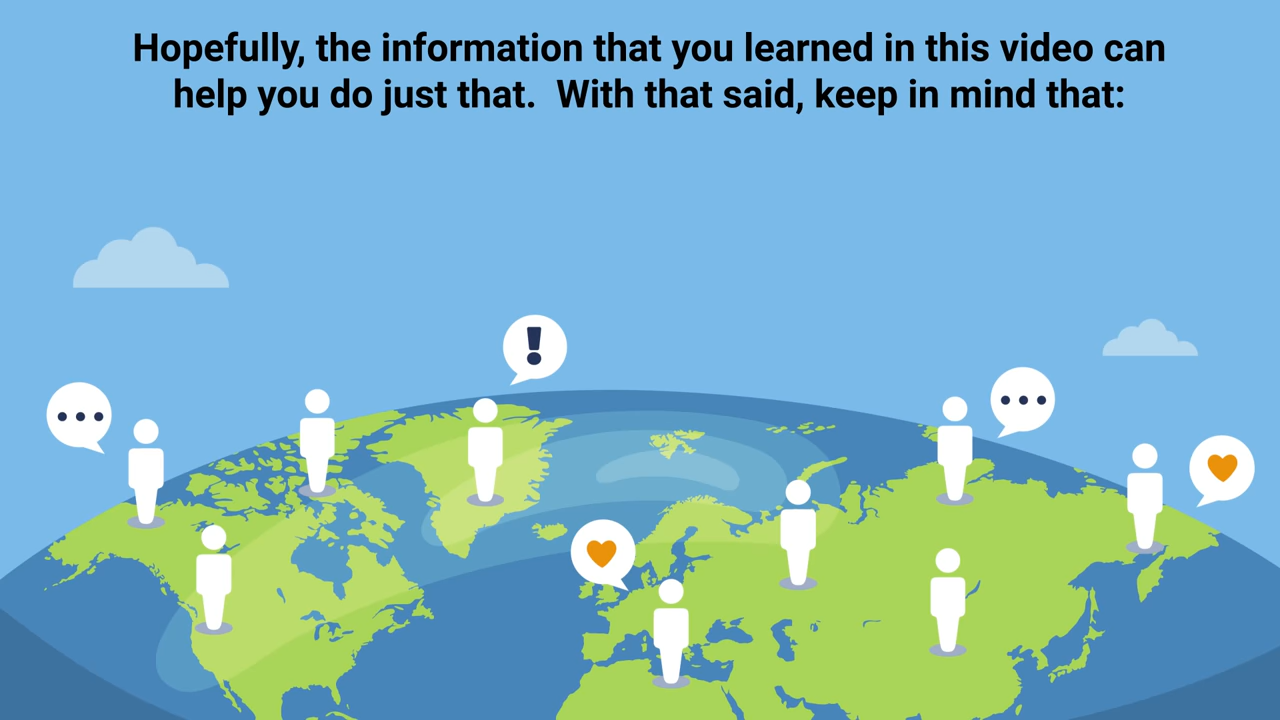 Hopefully, the information that you learned in this video can
help you do just that.  With that said, keep in mind that: